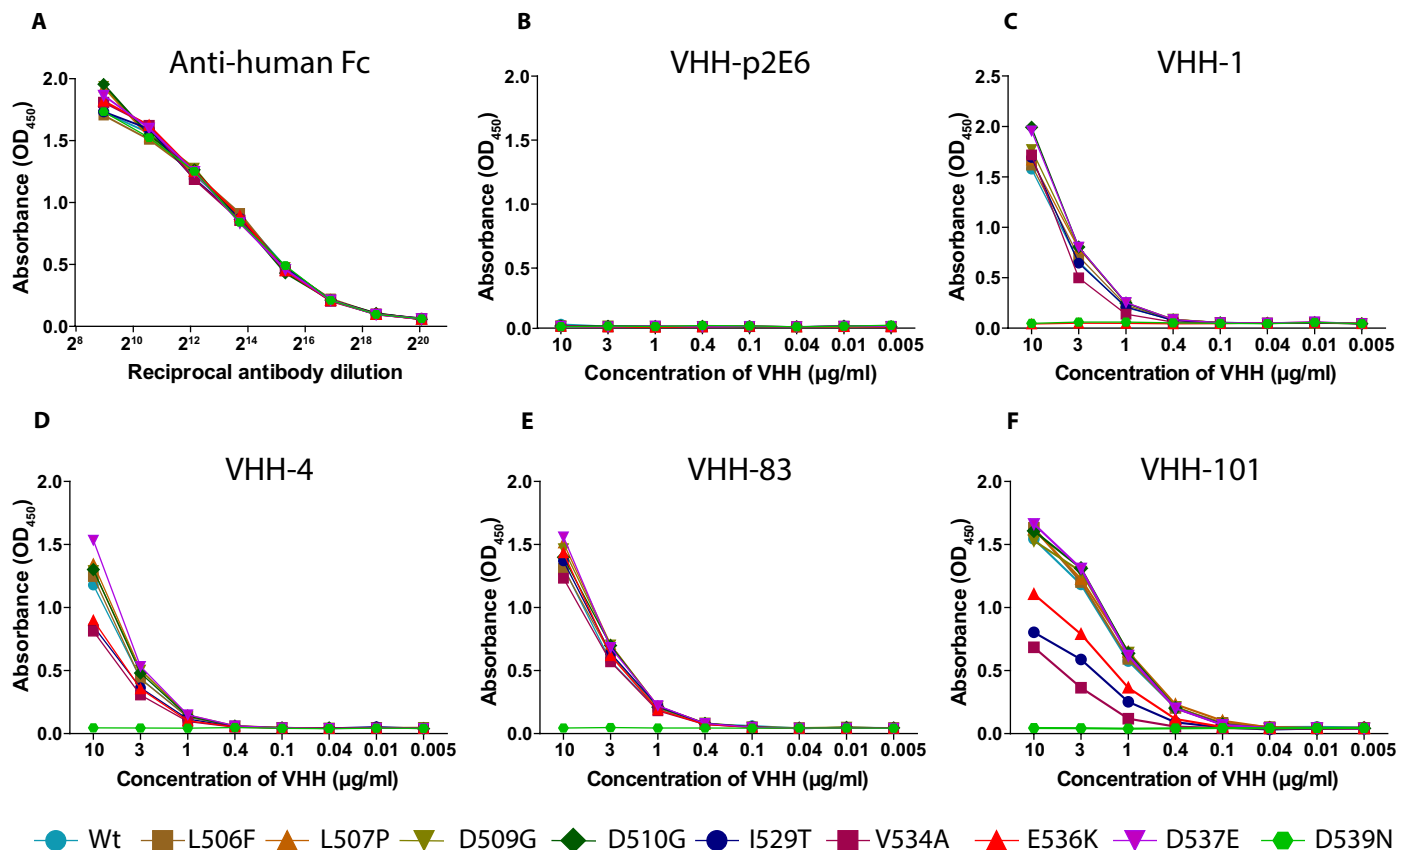 A
Anti-human Fc
Absorbance (OD450)
2.0
1.5
1.0
0.5
0.0
2^8 2^10 2^12 2^14 2^16 2^18 2^20
Reciprocal antibody dilution
B
VHH-p2E6
Absorbance (OD450)
2.0
1.5
1.0
0.5
0.0
10 3 1 0.4 0.1 0.04 0.01 0.005
Concentration of VHH (µg/ml)
C
VHH-1
Absorbance (OD450)
2.5
2.0
1.5
1.0
0.5
0.0
10 3 1 0.4 0.1 0.04 0.01 0.005
Concentration of VHH (µg/ml)
D
VHH-4
Absorbance (OD450)
2.0
1.5
1.0
0.5
0.0
10 3 1 0.4 0.1 0.04 0.01 0.005
Concentration of VHH (µg/ml)
E
VHH-83
Absorbance (OD450)
2.0
1.5
1.0
0.5
0.0
10 3 1 0.4 0.1 0.04 0.01 0.005
Concentration of VHH (µg/ml)
F
VHH-101
Absorbance (OD450)
2.0
1.5
1.0
0.5
0.0
10 3 1 0.4 0.1 0.04 0.01 0.005
Concentration of VHH (µg/ml)
Wt L506F L507P D509G D510G I529T V534A E536K D537E D539N